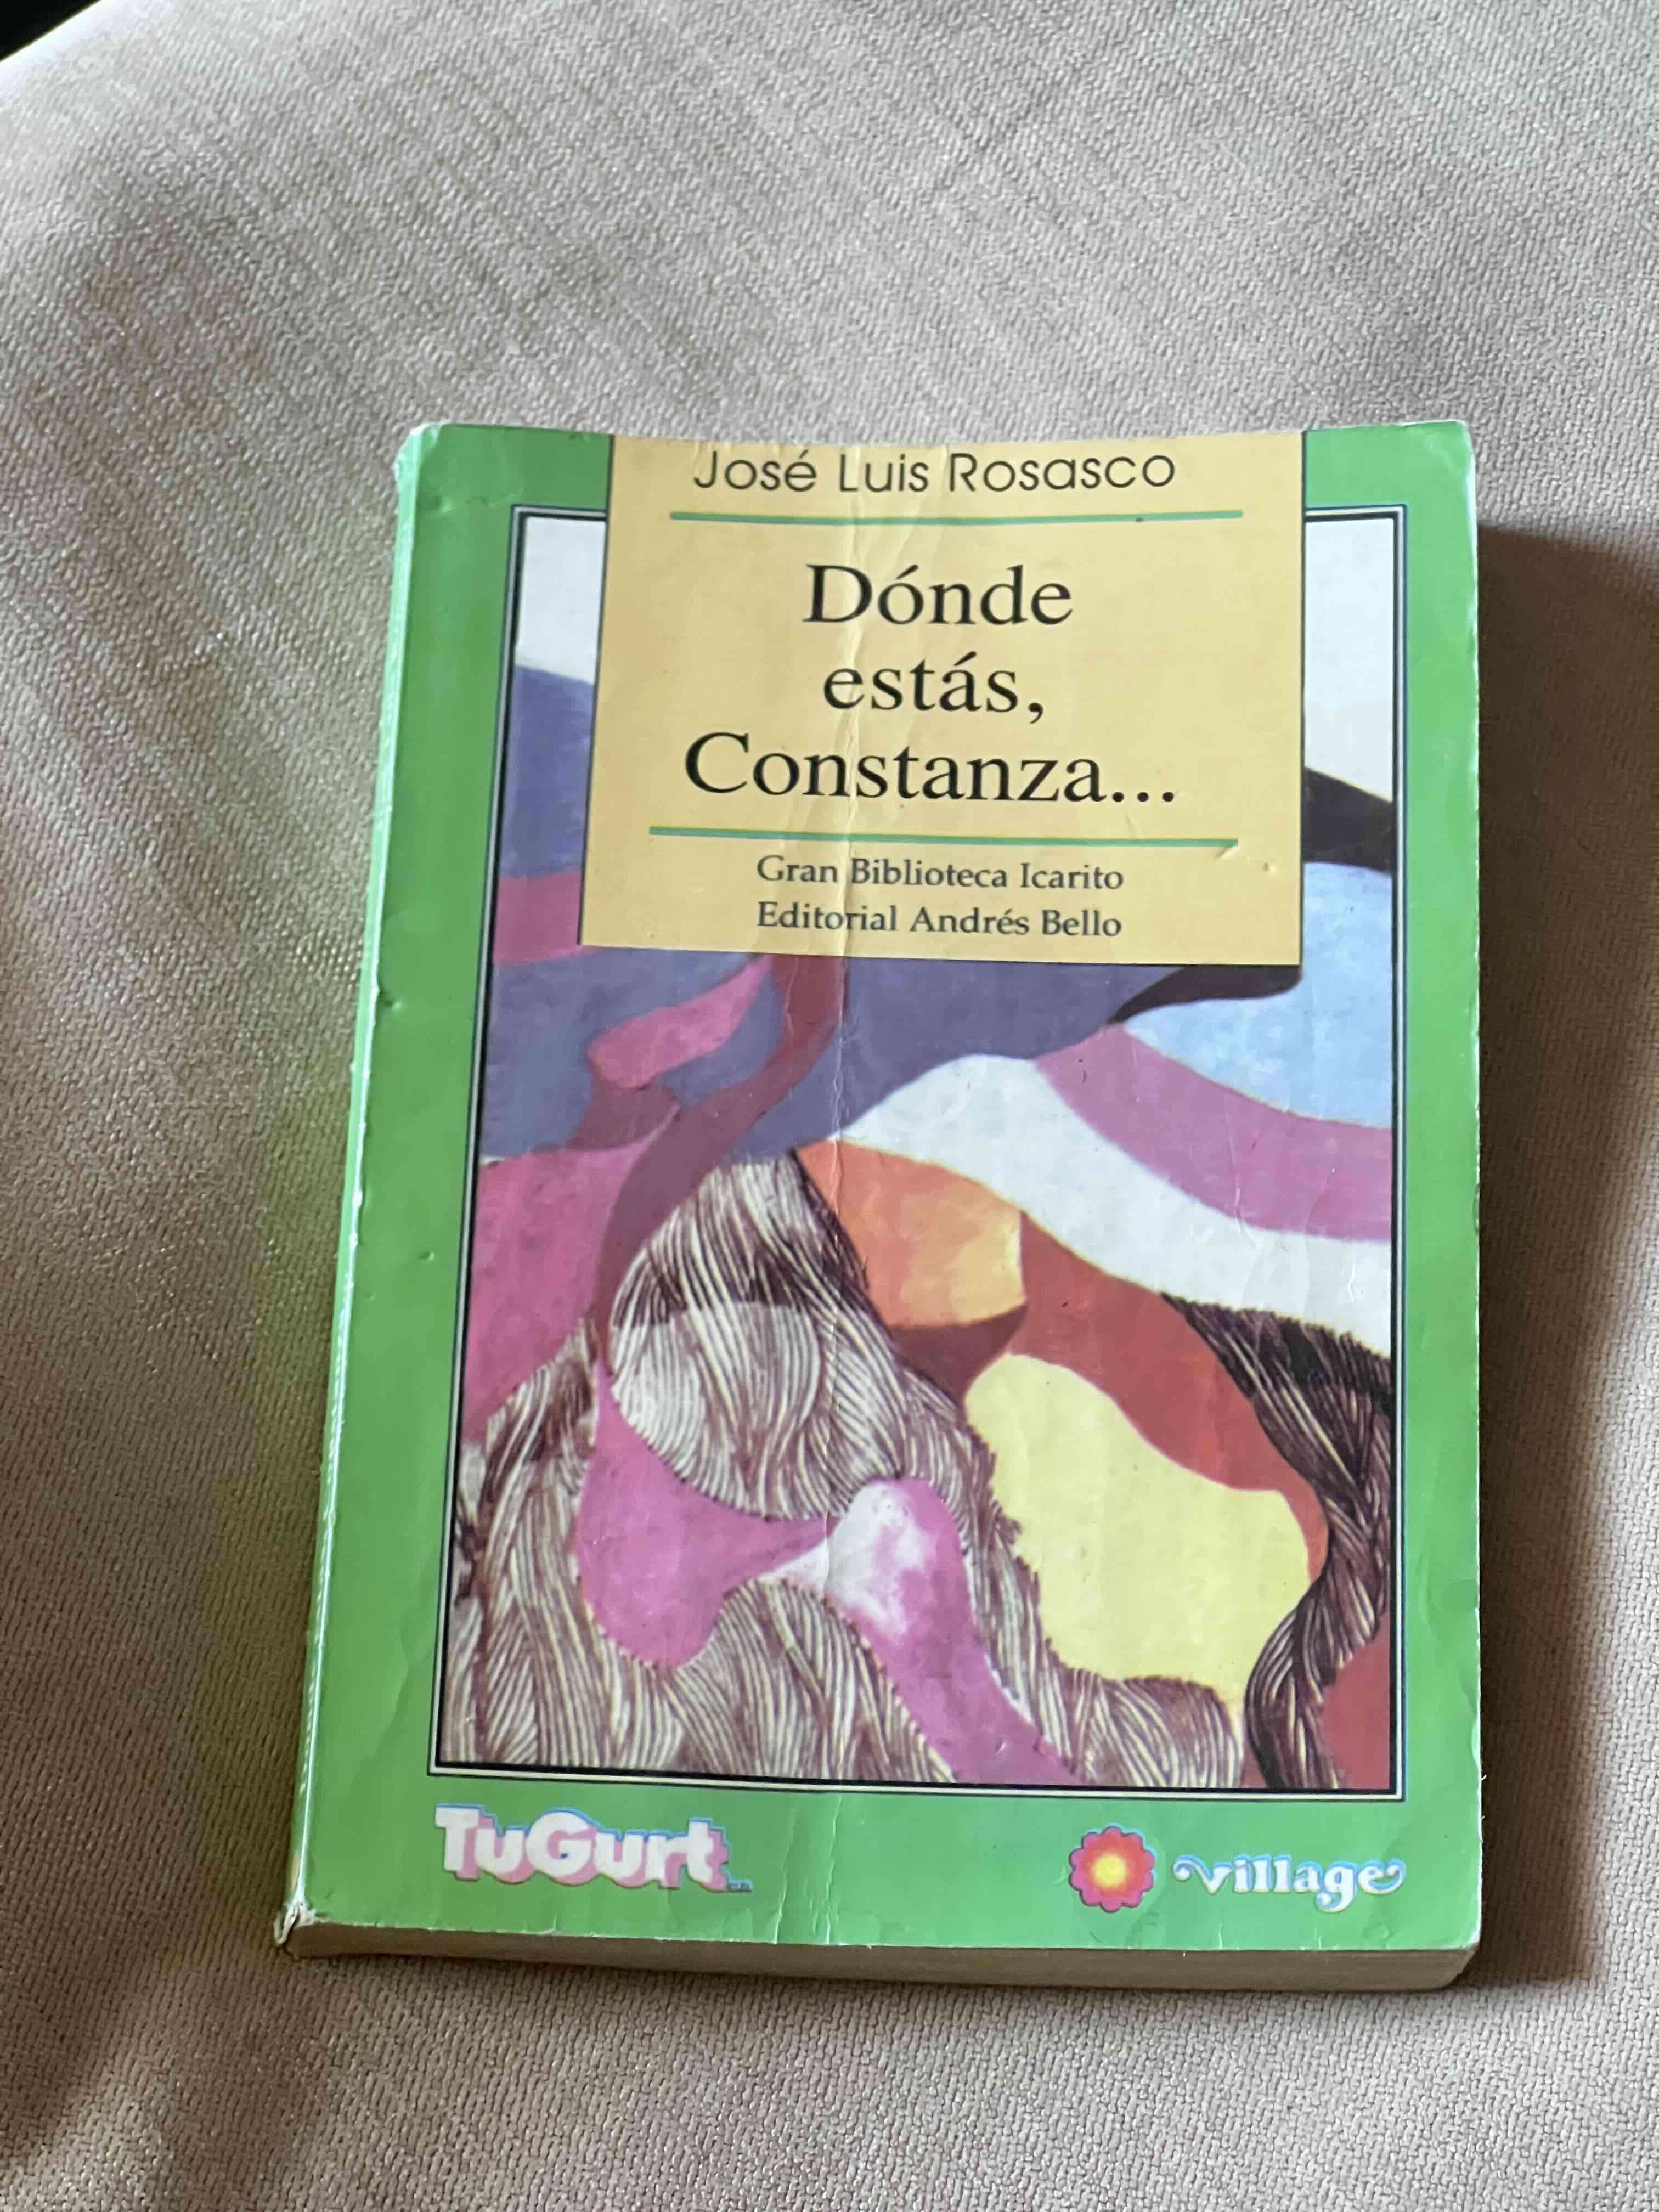 José Luis Rosasco
Dónde
estás,
Constanza...
Gran Biblioteca Icarito
Editorial Andrés Bello
TuGurt
village